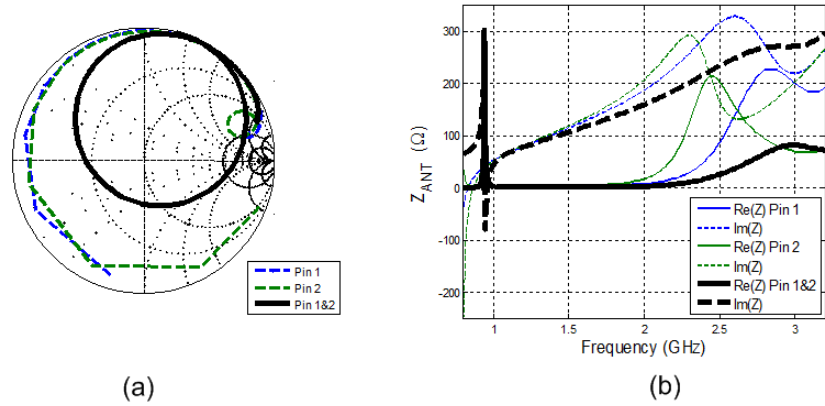 Pin 1
Pin 2
Pin 1&2
(a)
300
200
100
0
-100
-200
Z_ANT (Ω)
1
1.5
2
2.5
3
Frequency (GHz)
Re(Z) Pin 1
Im(Z)
Re(Z) Pin 2
Im(Z)
Re(Z) Pin 1&2
Im(Z)
(b)